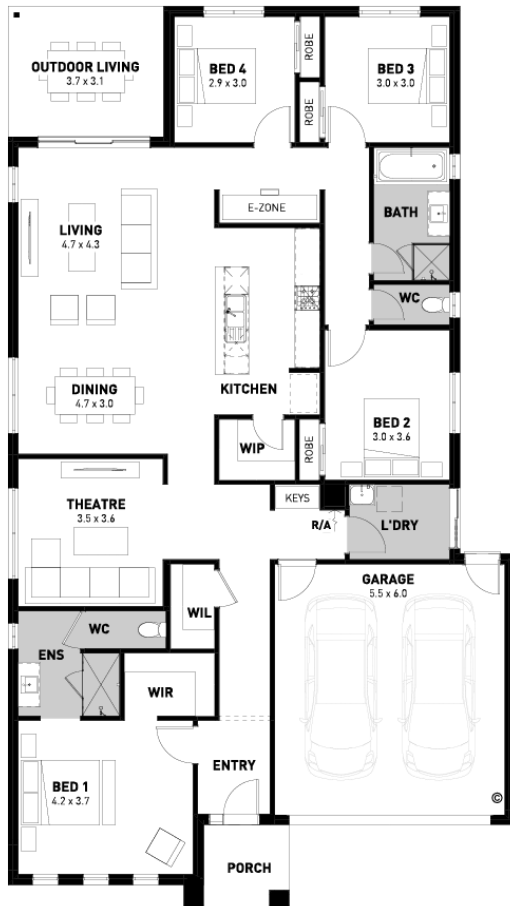 OUTDOOR LIVING
3.7 x 3.1
BED 4
2.9 x 3.0
ROBE
ROBE
BED 3
3.0 x 3.0
E-ZONE
BATH
LIVING
4.7 x 4.3
WC
DINING
4.7 x 3.0
KITCHEN
BED 2
3.0 x 3.6
WIP
ROBE
THEATRE
3.5 x 3.6
KEYS
R/A
L'DRY
GARAGE
5.5 x 6.0
WIL
WC
ENS
WIR
BED 1
4.2 x 3.7
ENTRY
©
PORCH